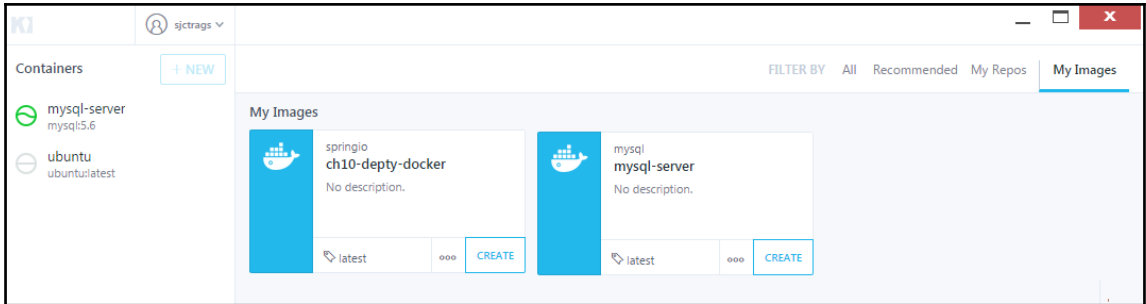 sjctrags
Containers
+ NEW
FILTER BY All Recommended My Repos My Images
mysql-server
mysql:5.6
ubuntu
ubuntu:latest
My Images
springio
ch10-depty-docker
No description.
latest
CREATE
mysql
mysql-server
No description.
latest
CREATE